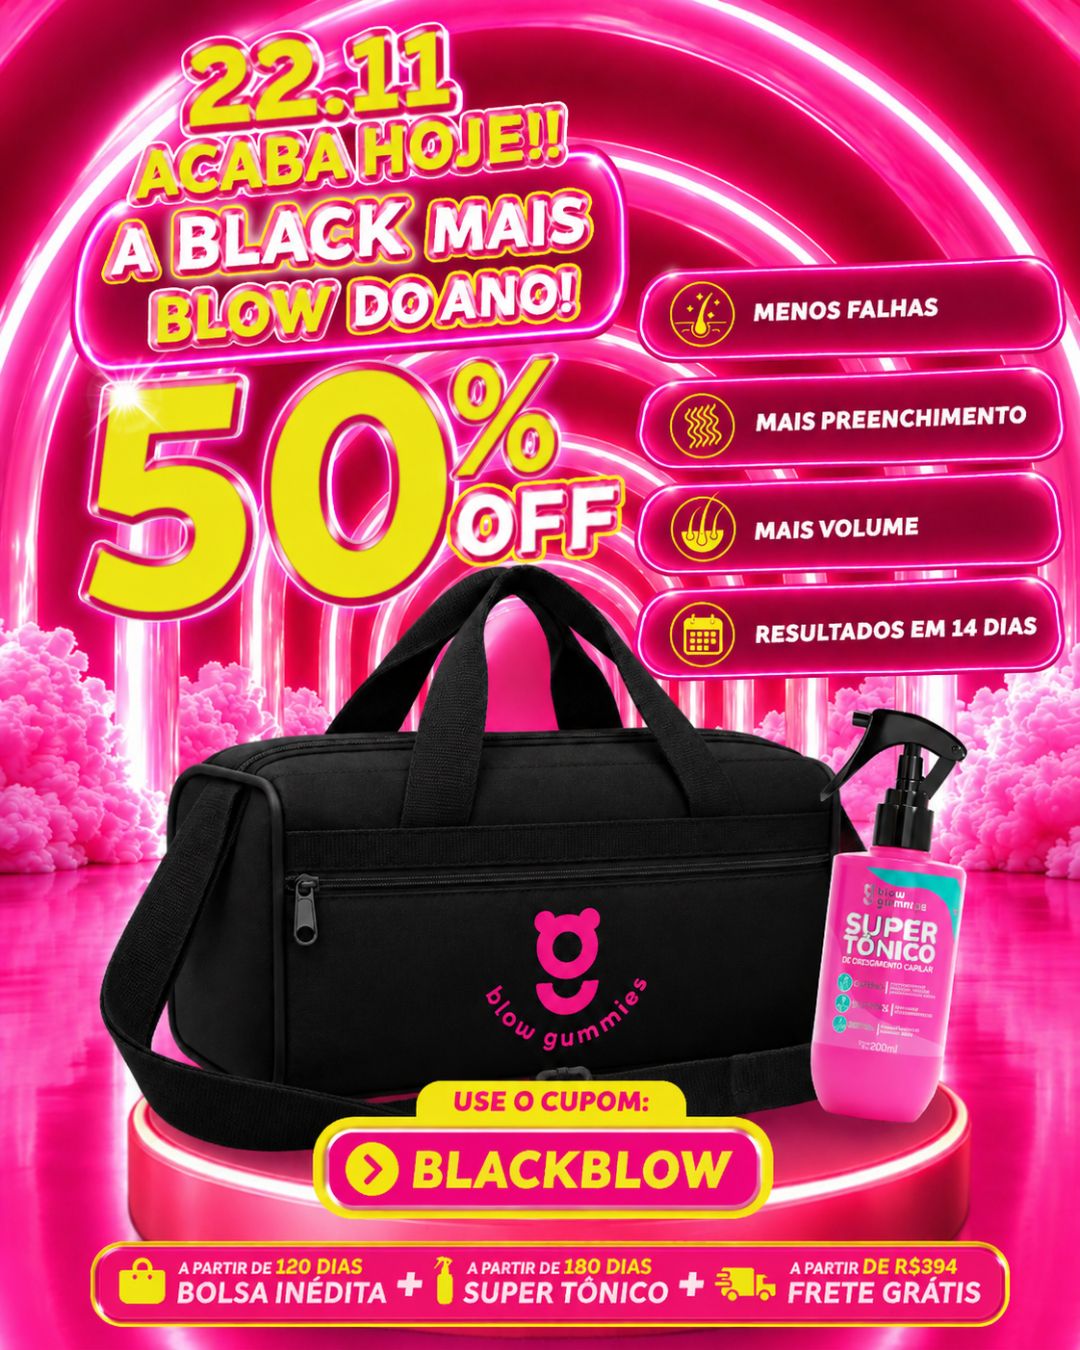 22.11
ACABA HOJE!!
A BLACK MAIS
BLOW DO ANO!
50%
OFF
MENOS FALHAS
MAIS PREENCHIMENTO
MAIS VOLUME
RESULTADOS EM 14 DIAS
blow gummies
blow
SUPER
TÔNICO
DE CRESCIMENTO CAPILAR
200ml
USE O CUPOM:
BLACKBLOW
A PARTIR DE 120 DIAS
BOLSA INÉDITA +
A PARTIR DE 180 DIAS
SUPER TÔNICO +
A PARTIR DE R$394
FRETE GRÁTIS